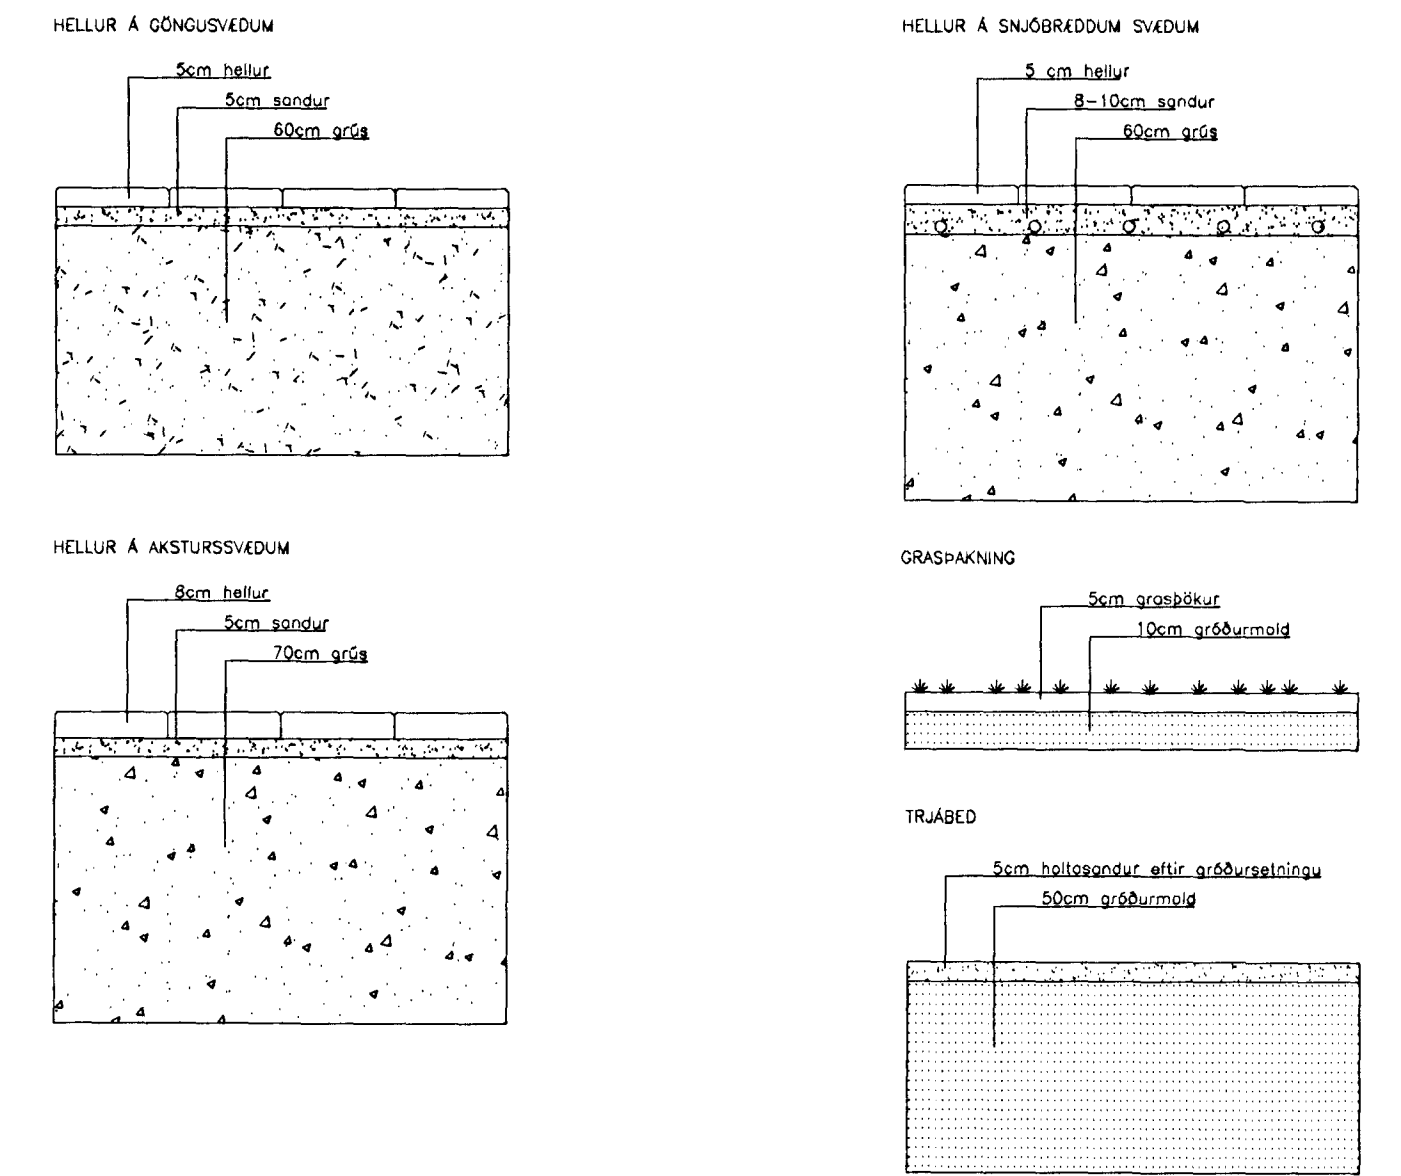 HELLUR Á GÖNGUSVÆÐUM
5cm hellur
5cm sandur
60cm grús
HELLUR Á AKSTURSSVÆÐUM
8cm hellur
5cm sandur
70cm grús
HELLUR Á SNJÓBRÆDDUM SVÆÐUM
5 cm hellur
8-10cm sandur
60cm grús
GRASÞAKNING
5cm grasþökur
10cm gróðurmold
TRJÁBEÐ
5cm holtasandur eftir gróðursetningu
50cm gróðurmold